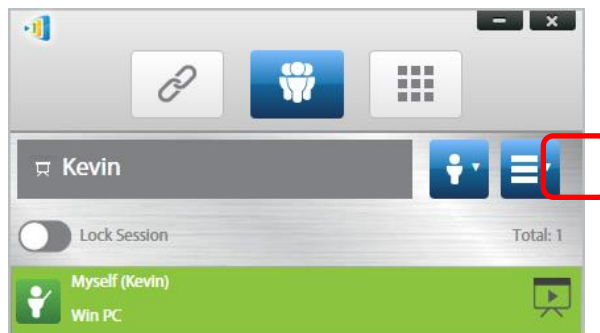 Kevin
Lock Session
Total: 1
Myself (Kevin)
Win PC